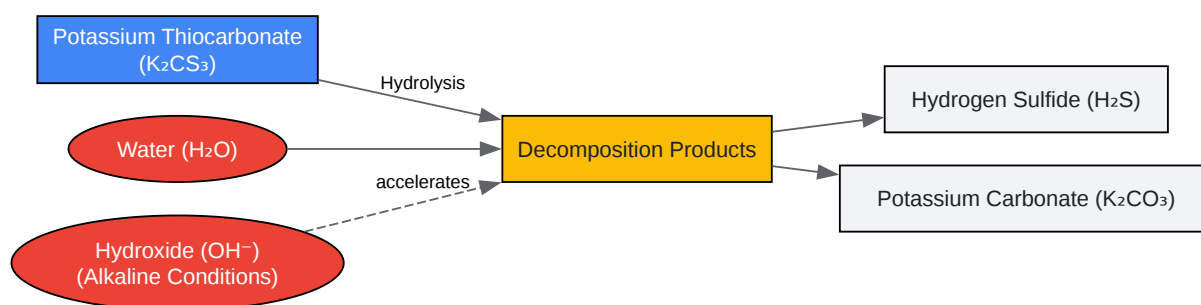 Potassium Thiocarbonate
(K₂CS₃)
Hydrolysis
Water (H₂O)
accelerates
Hydroxide (OH⁻)
(Alkaline Conditions)
Decomposition Products
Hydrogen Sulfide (H₂S)
Potassium Carbonate (K₂CO₃)